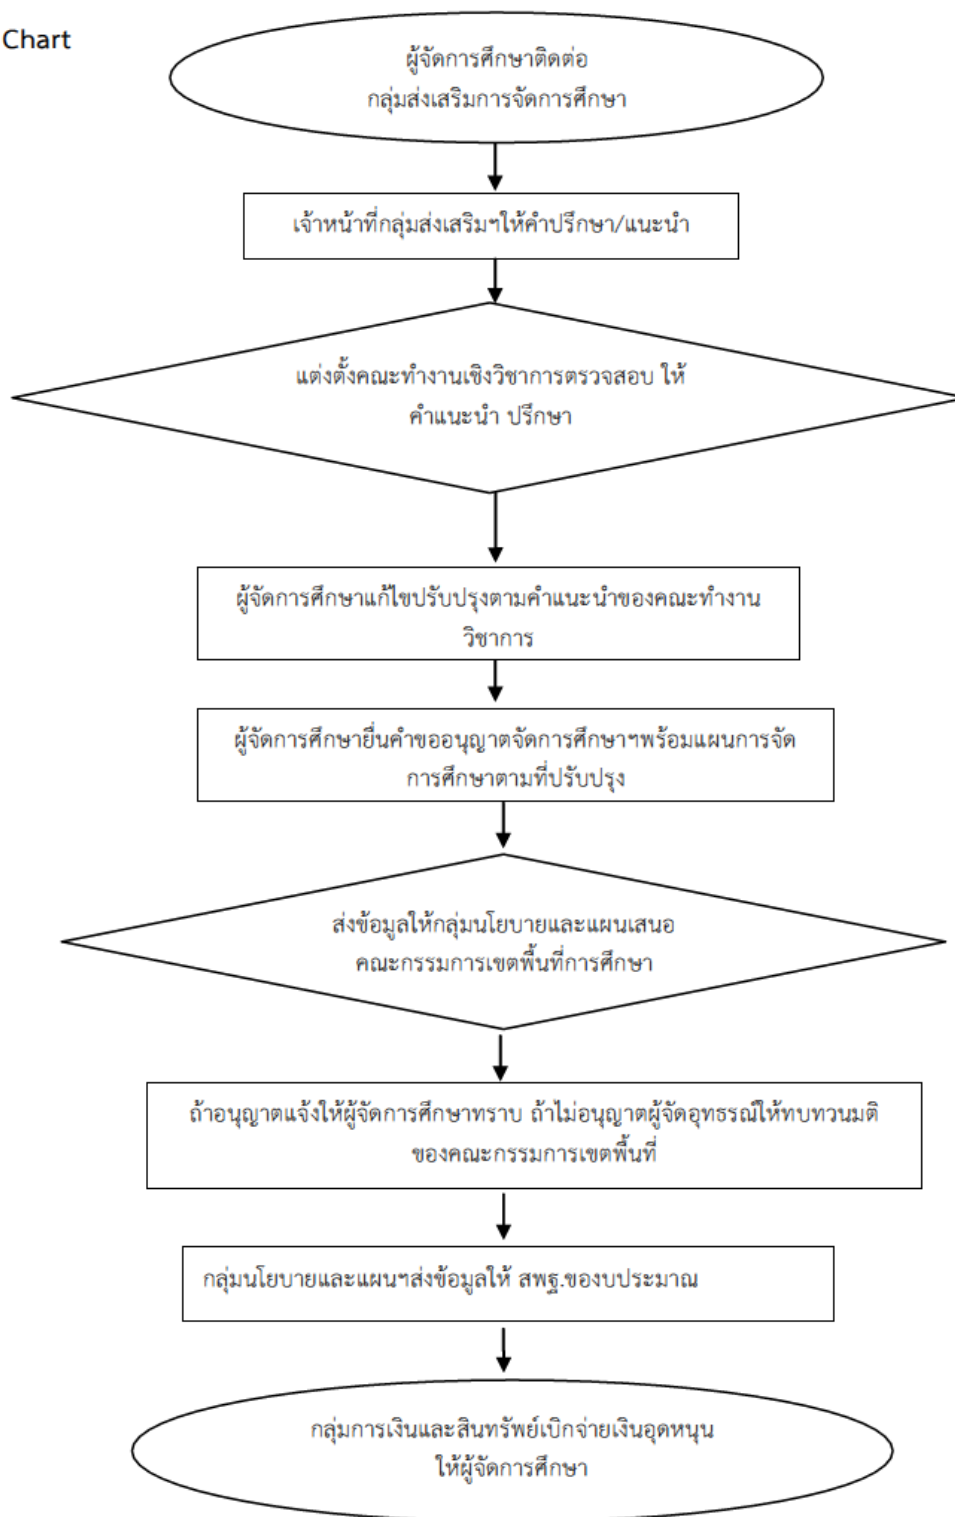 Chart
ผู้จัดการศึกษาติดต่อ
กลุ่มส่งเสริมการจัดการศึกษา
เจ้าหน้าที่กลุ่มส่งเสริมฯให้คำปรึกษา/แนะนำ
แต่งตั้งคณะทำงานเชิงวิชาการตรวจสอบ ให้
คำแนะนำ ปรึกษา
ผู้จัดการศึกษาแก้ไขปรับปรุงตามคำแนะนำของคณะทำงาน
วิชาการ
ผู้จัดการศึกษายื่นคำขออนุญาตจัดการศึกษาฯพร้อมแผนการจัด
การศึกษาตามที่ปรับปรุง
ส่งข้อมูลให้กลุ่มนโยบายและแผนเสนอ
คณะกรรมการเขตพื้นที่การศึกษา
ถ้าอนุญาตแจ้งให้ผู้จัดการศึกษาทราบ ถ้าไม่อนุญาตผู้จัดอุทธรณ์ให้ทบทวนมติ
ของคณะกรรมการเขตพื้นที่
กลุ่มนโยบายและแผนฯส่งข้อมูลให้ สพฐ.ของบประมาณ
กลุ่มการเงินและสินทรัพย์เบิกจ่ายเงินอุดหนุน
ให้ผู้จัดการศึกษา